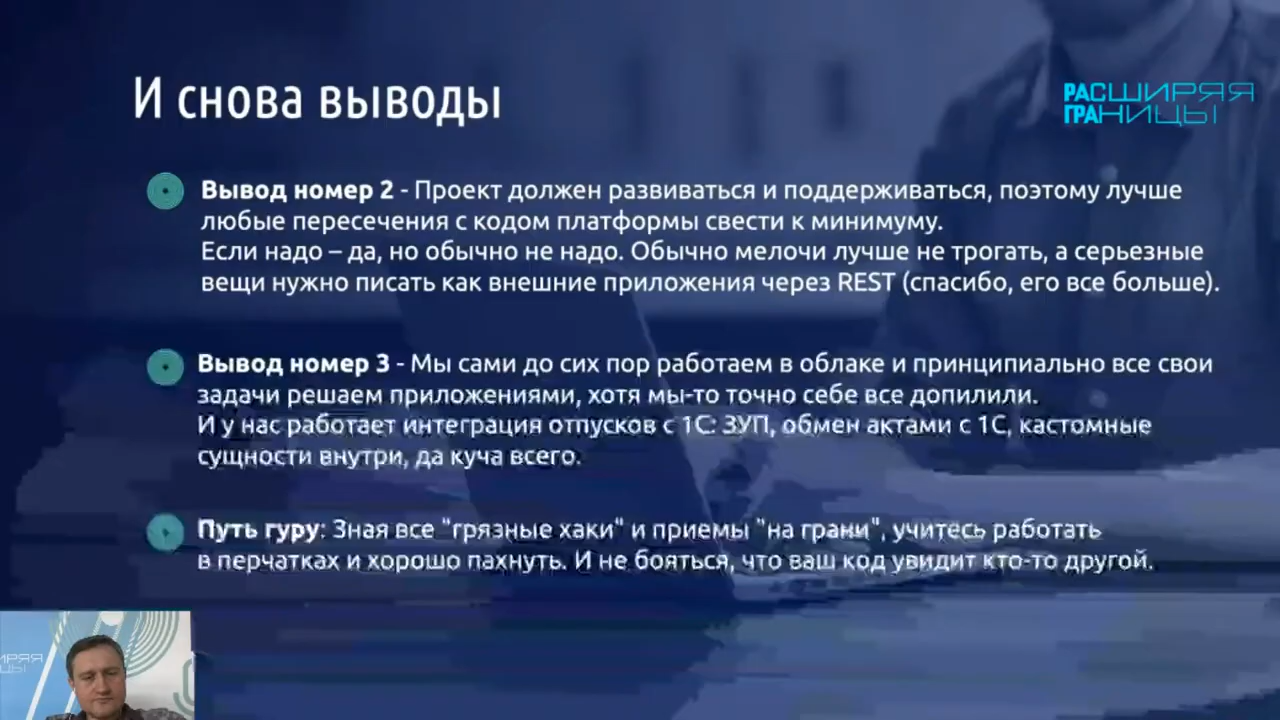 И снова выводы
РАСШИРЯЯ
ГРАНИЦЫ
Вывод номер 2 - Проект должен развиваться и поддерживаться, поэтому лучше
любые пересечения с кодом платформы свести к минимуму.
Если надо – да, но обычно не надо. Обычно мелочи лучше не трогать, а серьезные
вещи нужно писать как внешние приложения через REST (спасибо, его все больше).
Вывод номер 3 - Мы сами до сих пор работаем в облаке и принципиально все свои
задачи решаем приложениями, хотя мы-то точно себе все допилили.
И у нас работает интеграция отпусков с 1С: ЗУП, обмен актами с 1С, кастомные
сущности внутри, да куча всего.
Путь гуру: Зная все "грязные хаки" и приемы "на грани", учитесь работать
в перчатках и хорошо пахнуть. И не бояться, что ваш код увидит кто-то другой.